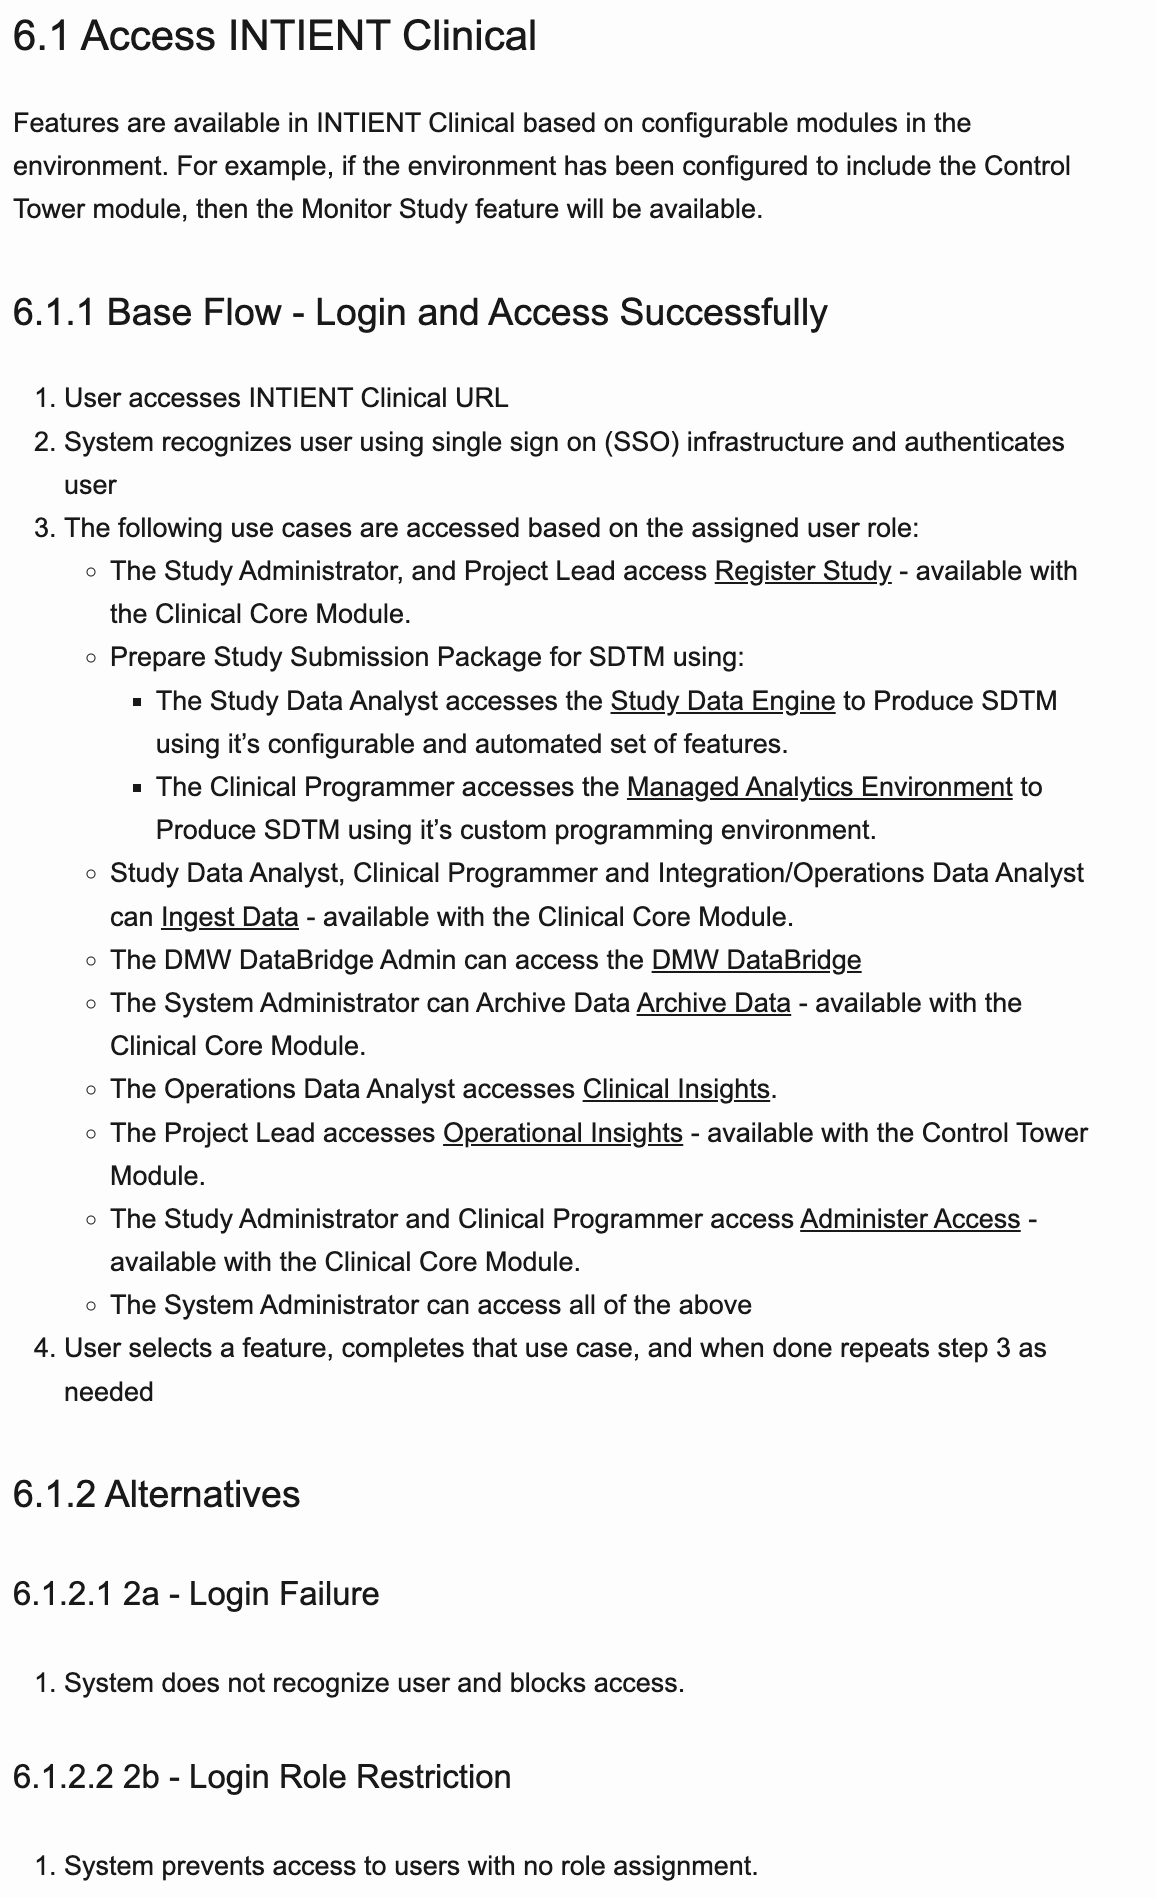 6.1 Access INTIENT Clinical
Features are available in INTIENT Clinical based on configurable modules in the
environment. For example, if the environment has been configured to include the Control
Tower module, then the Monitor Study feature will be available.
6.1.1 Base Flow - Login and Access Successfully
1. User accesses INTIENT Clinical URL
2. System recognizes user using single sign on (SSO) infrastructure and authenticates
user
3. The following use cases are accessed based on the assigned user role:
◦ The Study Administrator, and Project Lead access Register Study - available with
the Clinical Core Module.
◦ Prepare Study Submission Package for SDTM using:
▪ The Study Data Analyst accesses the Study Data Engine to Produce SDTM
using it’s configurable and automated set of features.
▪ The Clinical Programmer accesses the Managed Analytics Environment to
Produce SDTM using it’s custom programming environment.
◦ Study Data Analyst, Clinical Programmer and Integration/Operations Data Analyst
can Ingest Data - available with the Clinical Core Module.
◦ The DMW DataBridge Admin can access the DMW DataBridge
◦ The System Administrator can Archive Data Archive Data - available with the
Clinical Core Module.
◦ The Operations Data Analyst accesses Clinical Insights.
◦ The Project Lead accesses Operational Insights - available with the Control Tower
Module.
◦ The Study Administrator and Clinical Programmer access Administer Access -
available with the Clinical Core Module.
◦ The System Administrator can access all of the above
4. User selects a feature, completes that use case, and when done repeats step 3 as
needed
6.1.2 Alternatives
6.1.2.1 2a - Login Failure
1. System does not recognize user and blocks access.
6.1.2.2 2b - Login Role Restriction
1. System prevents access to users with no role assignment.